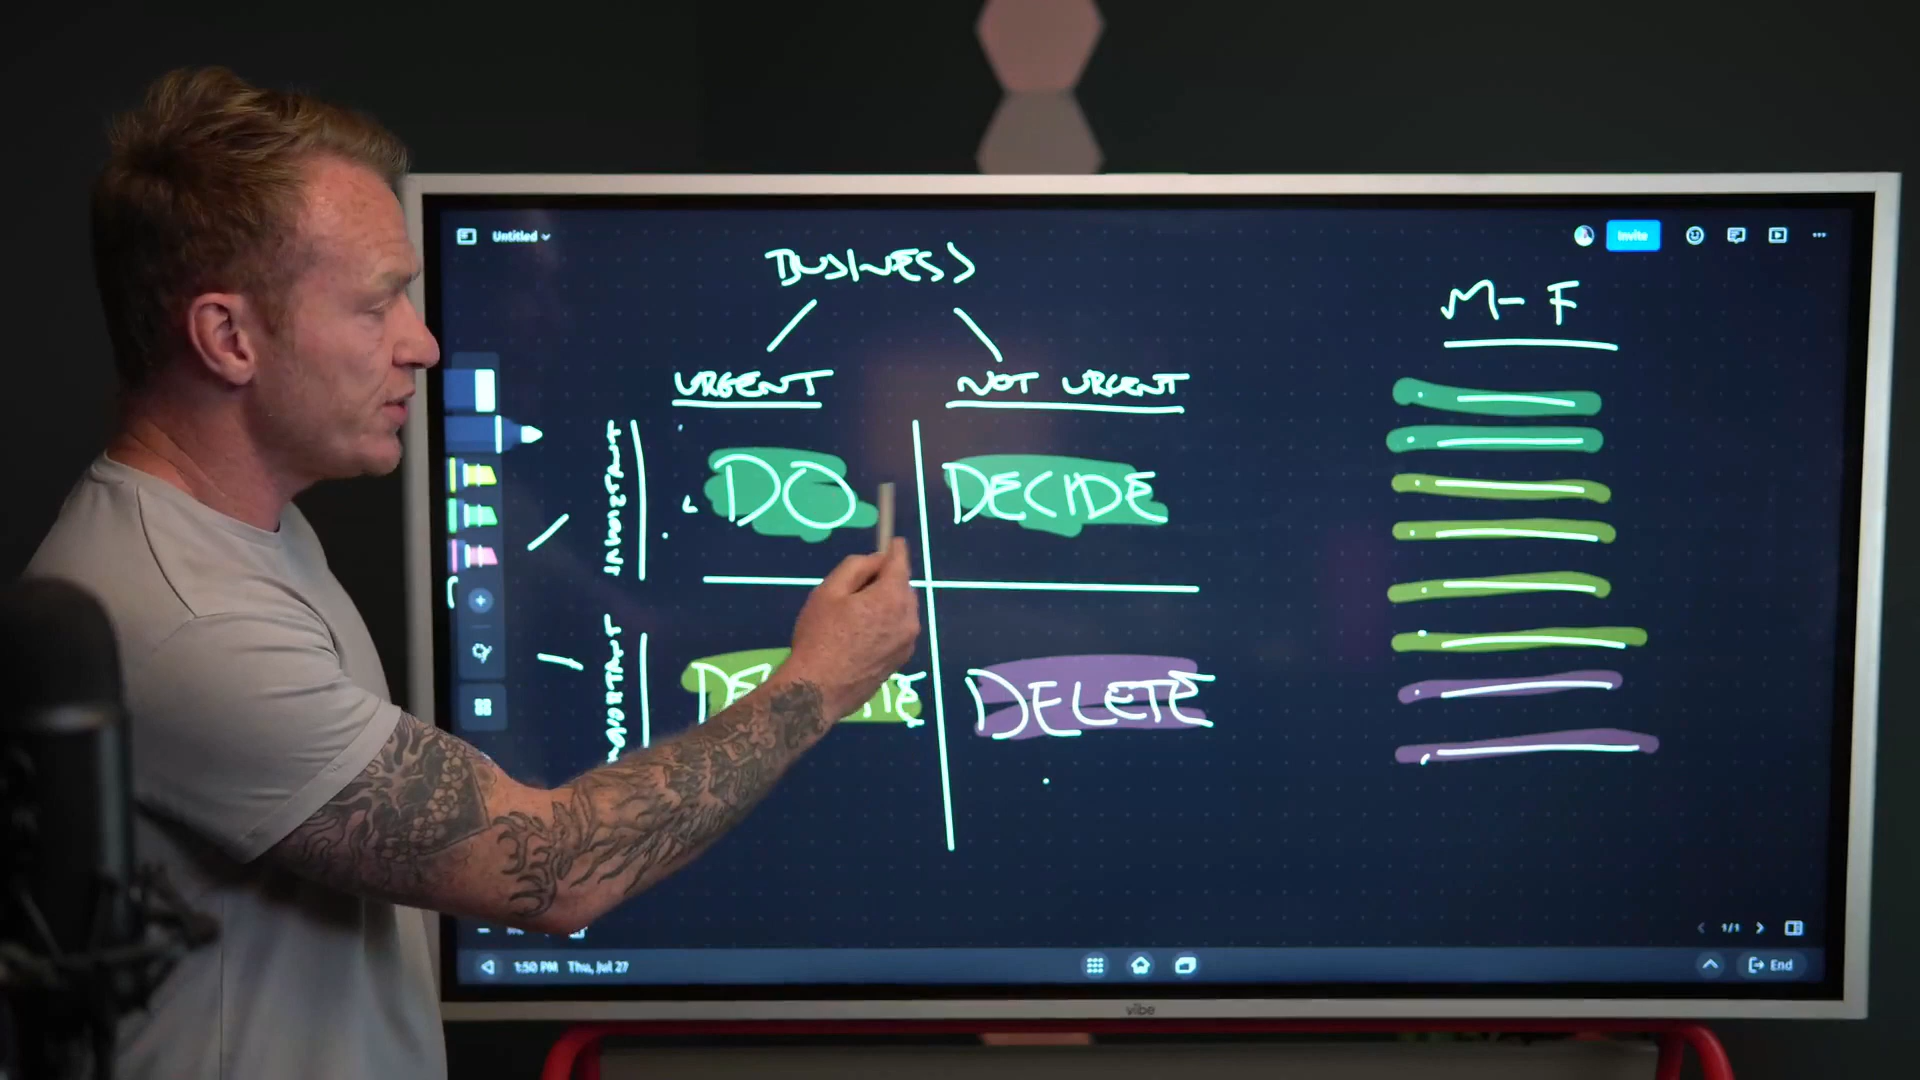 Untitled
Invite
BUSINESS
M-F
URGENT
NOT URGENT
IMPORTANT
DO
DECIDE
DELETE
1/1
1:50 PM Thu, Jul 27
End
vibe